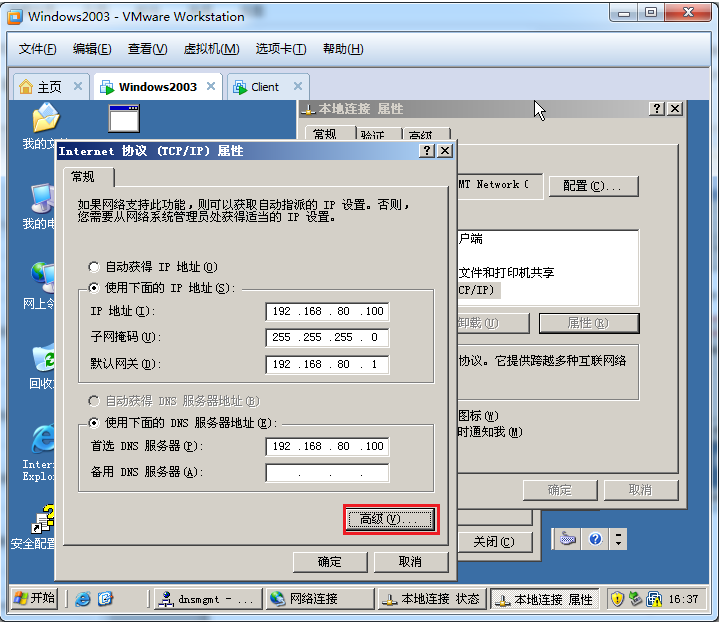 Windows2003 - VMware Workstation
文件(F) 编辑(E) 查看(V) 虚拟机(M) 选项卡(T) 帮助(H)
主页
Windows2003
Client
本地连接 属性
常规 验证 高级
MT Network C
配置(C)...
户端
文件和打印机共享
CP/IP)
卸载(U)
属性(R)
协议。它提供跨越多种互联网络
图标(W)
时通知我(M)
确定
取消
关闭(C)
Internet 协议 (TCP/IP) 属性
常规
如果网络支持此功能，则可以获取自动指派的 IP 设置。否则，
您需要从网络系统管理员处获得适当的 IP 设置。
自动获得 IP 地址(O)
使用下面的 IP 地址(S):
IP 地址(I): 192 .168 . 80 .100
子网掩码(U): 255 .255 .255 . 0
默认网关(D): 192 .168 . 80 . 1
自动获得 DNS 服务器地址(B)
使用下面的 DNS 服务器地址(E):
首选 DNS 服务器(P): 192 .168 . 80 .100
备用 DNS 服务器(A): . . .
高级(V)...
确定
取消
我的文
我的电
网上
回收
Inter
Explo
安全配置
开始
dnsmgmt - ...
网络连接
本地连接 状态
本地连接 属性
16:37